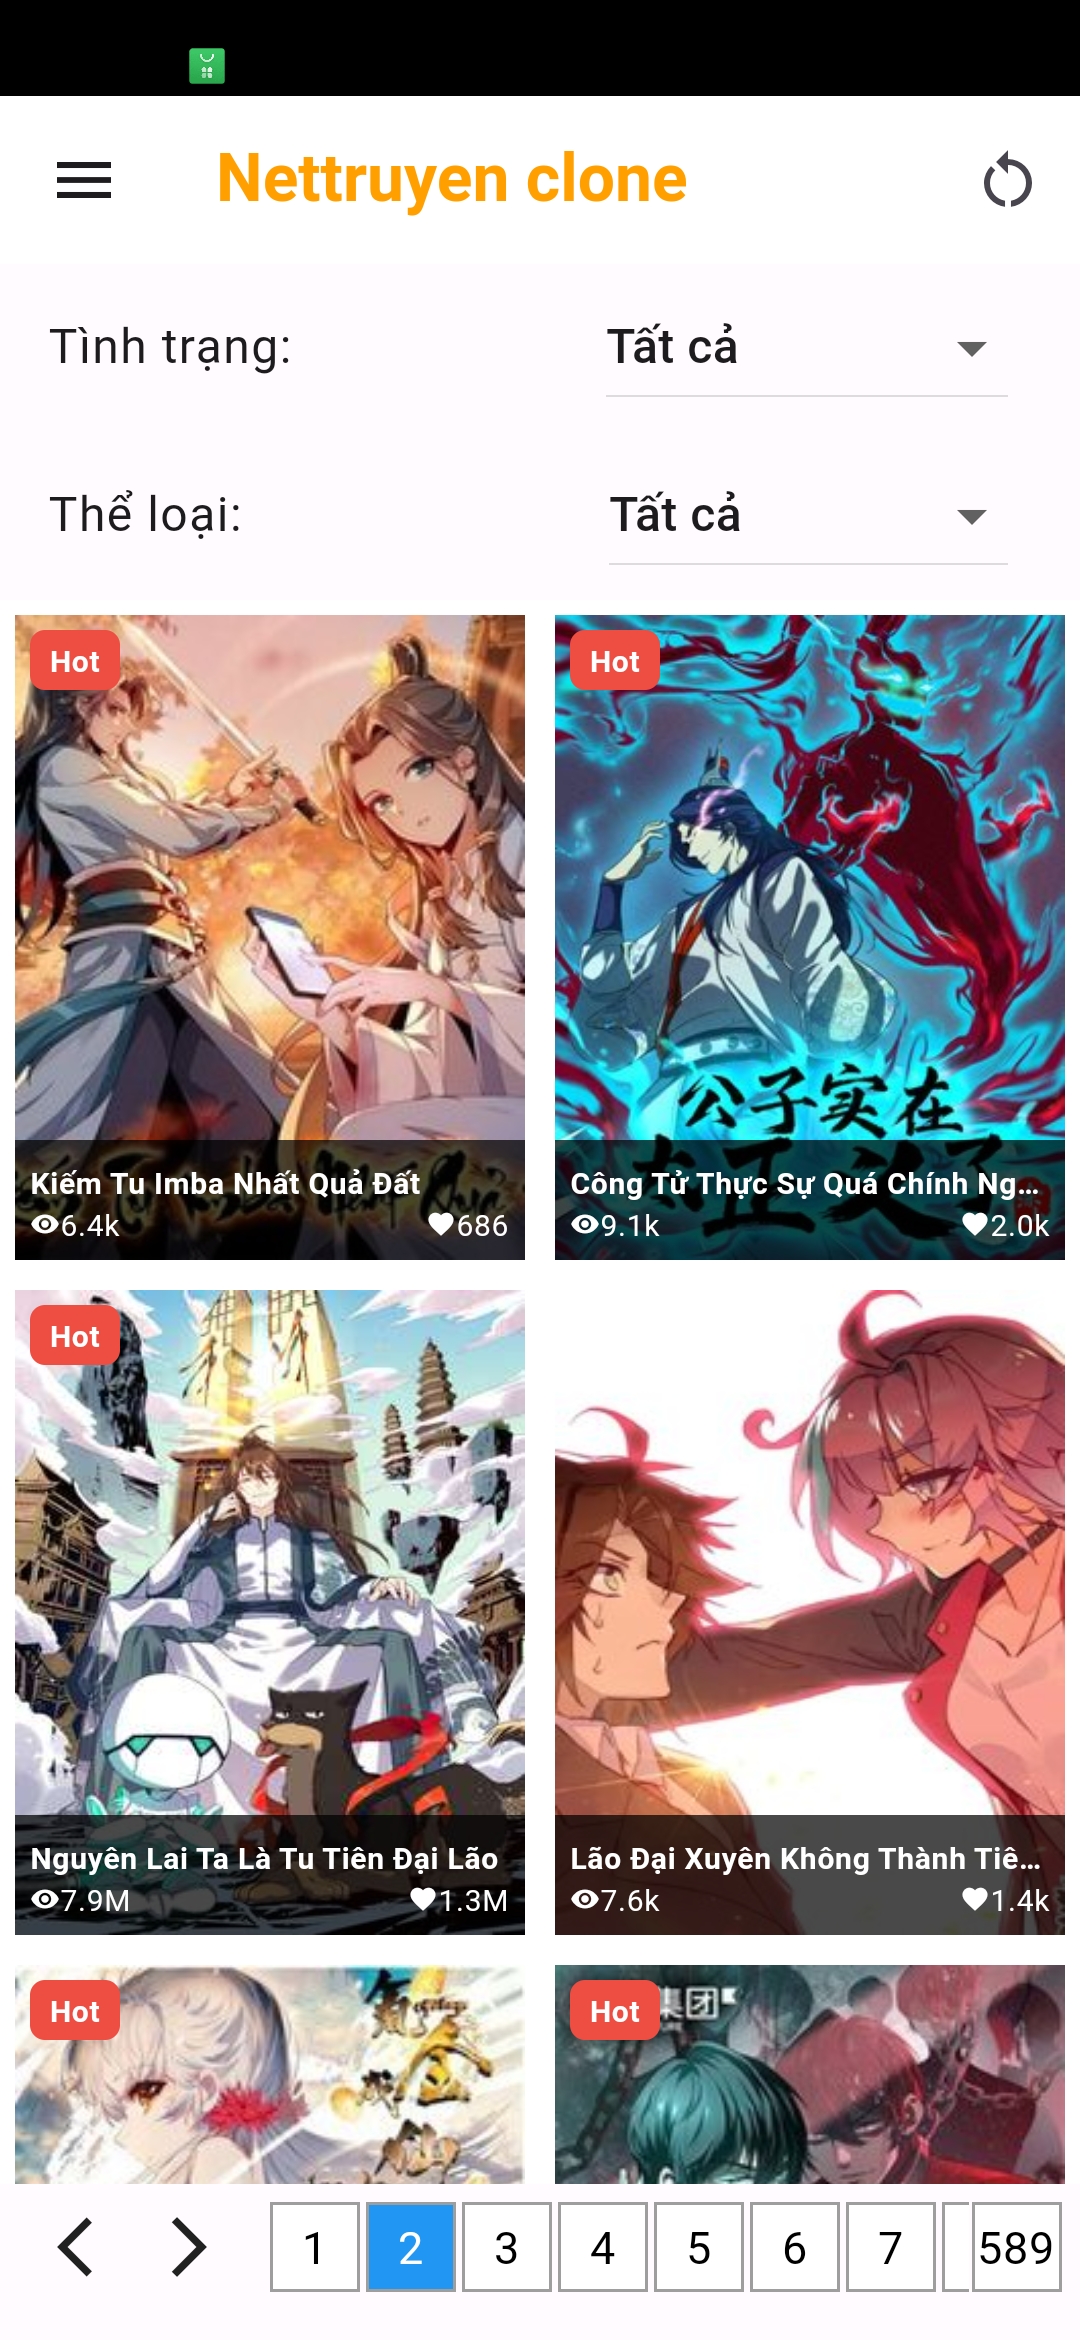 Nettruyen clone
Tình trạng: Tất cả
Thể loại: Tất cả
Hot
Hot
公子实在
Kiếm Tu Imba Nhất Quả Đất
6.4k 686
Công Tử Thực Sự Quá Chính Ng...
9.1k 2.0k
Hot
Nguyên Lai Ta Là Tu Tiên Đại Lão
7.9M 1.3M
Lão Đại Xuyên Không Thành Tiê...
7.6k 1.4k
Hot
Hot
集团
1 2 3 4 5 6 7 589